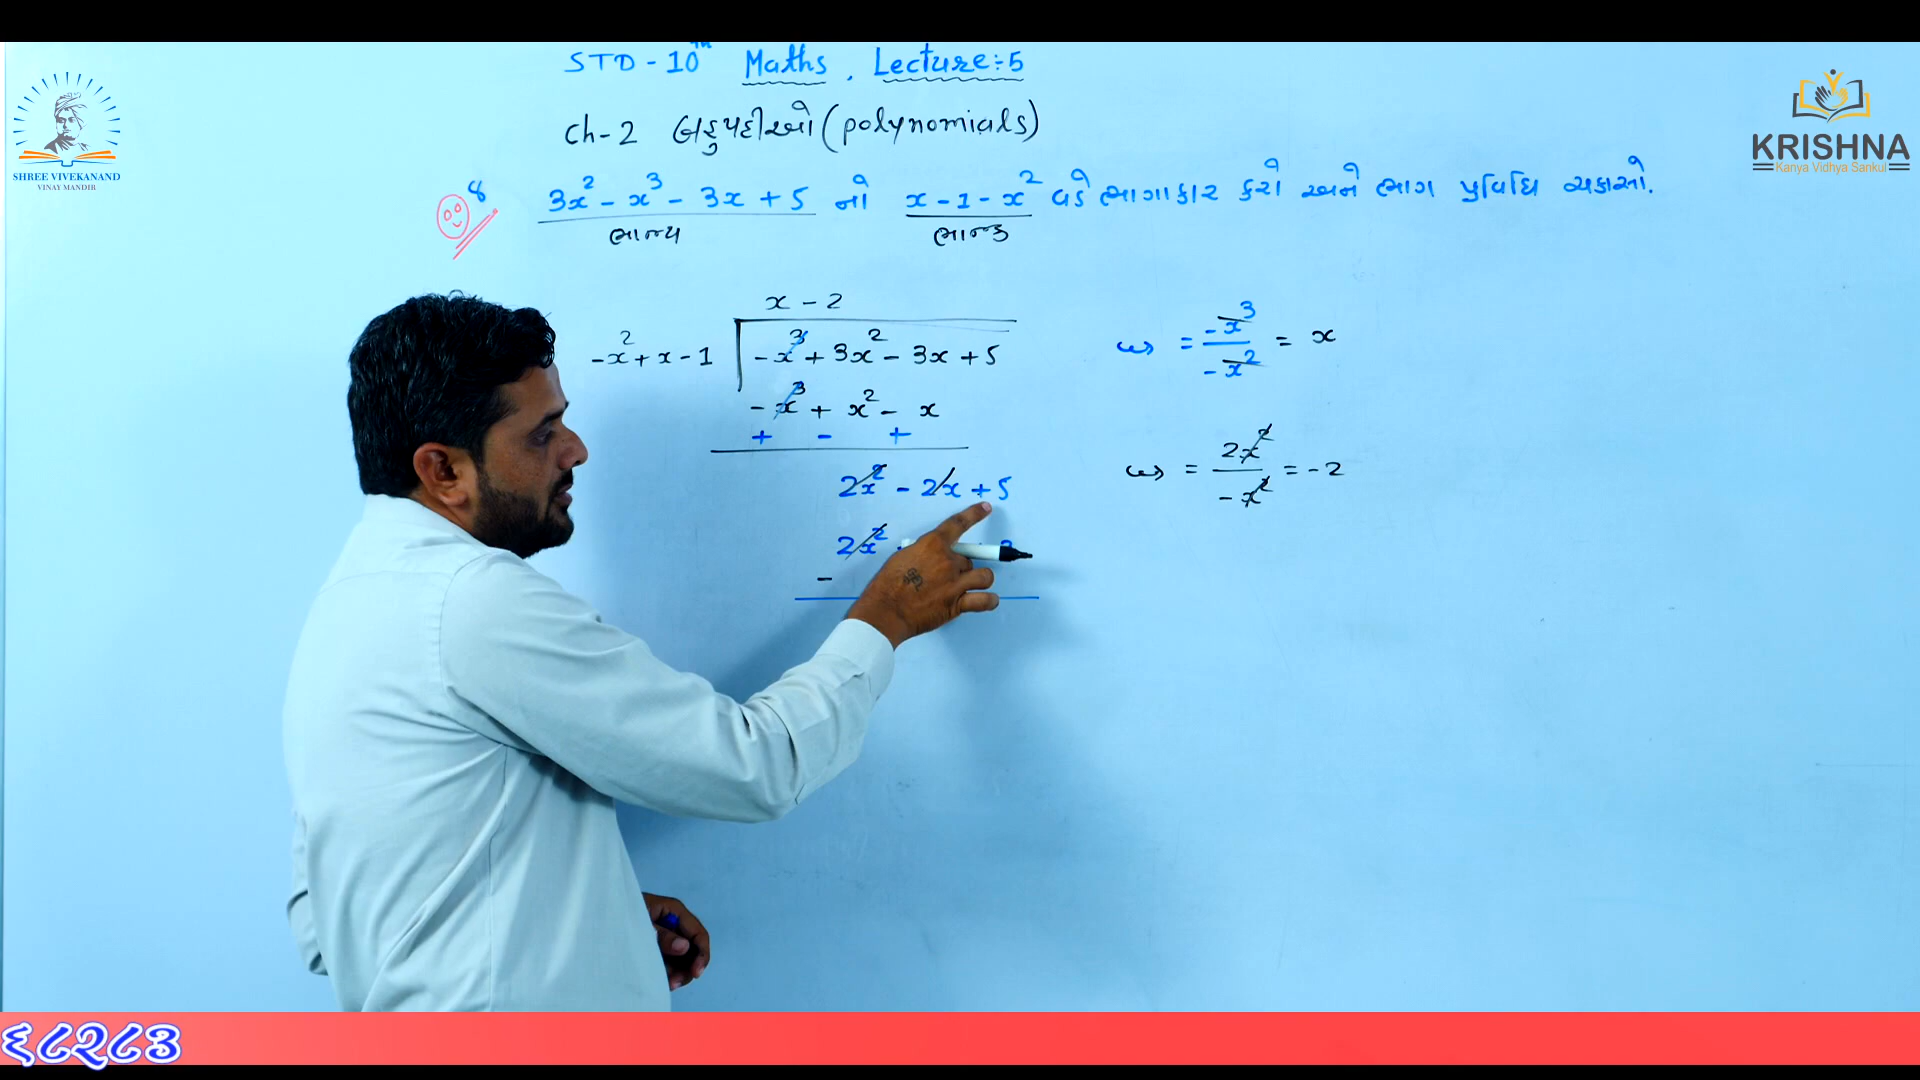 STD - 10th Maths , Lecture:- 5
Ch-2 બહુપદીઓ (polynomials)
SHREE VIVEKANAND
VINAY MANDIR
KRISHNA
Kanya Vidhya Sankul
8 3x² - x³ - 3x + 5 નો x - 1 - x² વડે ભાગાકાર કરો અને ભાગ પ્રવિધિ ચકાસો.
ભાજ્ય ભાજક
x - 2
-x² + x - 1 -x³ + 3x² - 3x + 5
-x³ + x² - x
+ - +
2x² - 2x + 5
2x²
-
= -x³ / -x² = x
= 2x² / -x² = -2
૬૮૨૮૩